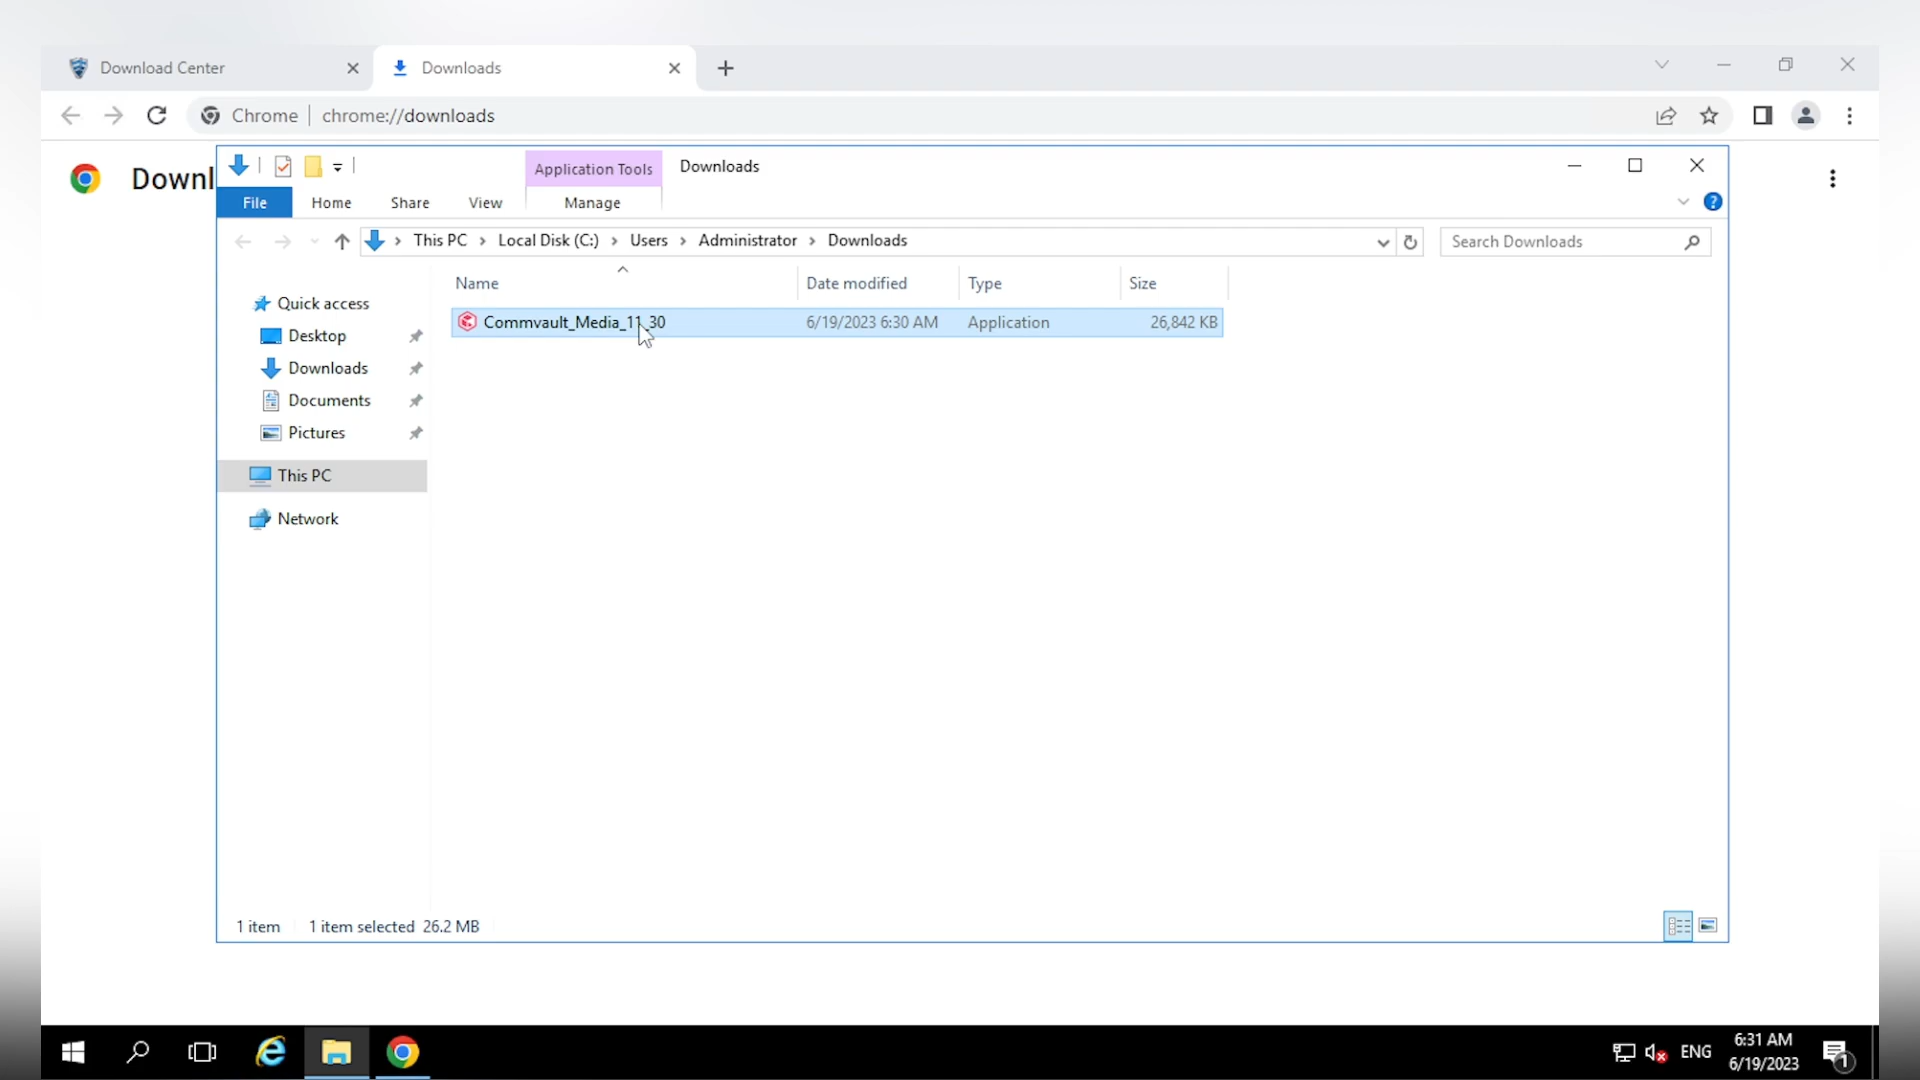 Download Center
Downloads
Chrome | chrome://downloads
Downl
Application Tools
Downloads
File
Home
Share
View
Manage
This PC > Local Disk (C:) > Users > Administrator > Downloads
Search Downloads
Name
Date modified
Type
Size
Commvault_Media_11_30
6/19/2023 6:30 AM
Application
26,842 KB
Quick access
Desktop
Downloads
Documents
Pictures
This PC
Network
1 item
1 item selected 26.2 MB
ENG
6:31 AM
6/19/2023
1